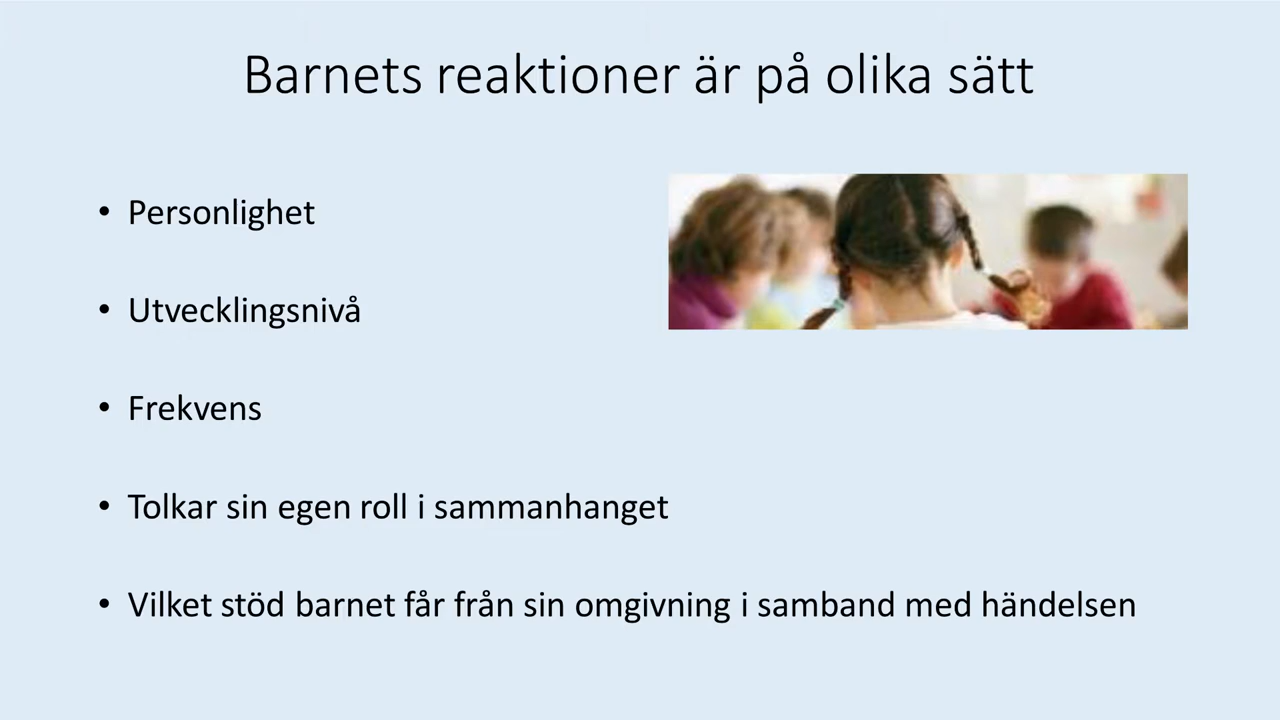 Barnets reaktioner är på olika sätt
• Personlighet
• Utvecklingsnivå
• Frekvens
• Tolkar sin egen roll i sammanhanget
• Vilket stöd barnet får från sin omgivning i samband med händelsen